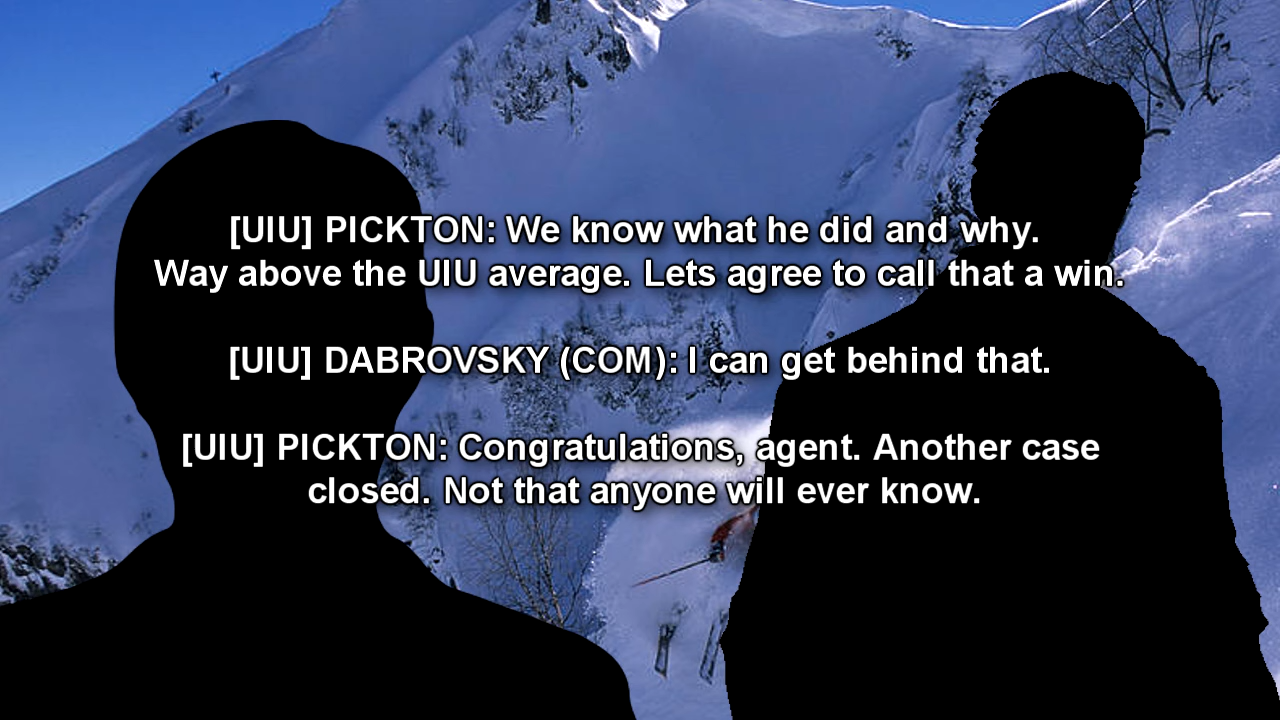 [UIU] PICKTON: We know what he did and why.
Way above the UIU average. Lets agree to call that a win.
[UIU] DABROVSKY (COM): I can get behind that.
[UIU] PICKTON: Congratulations, agent. Another case
closed. Not that anyone will ever know.